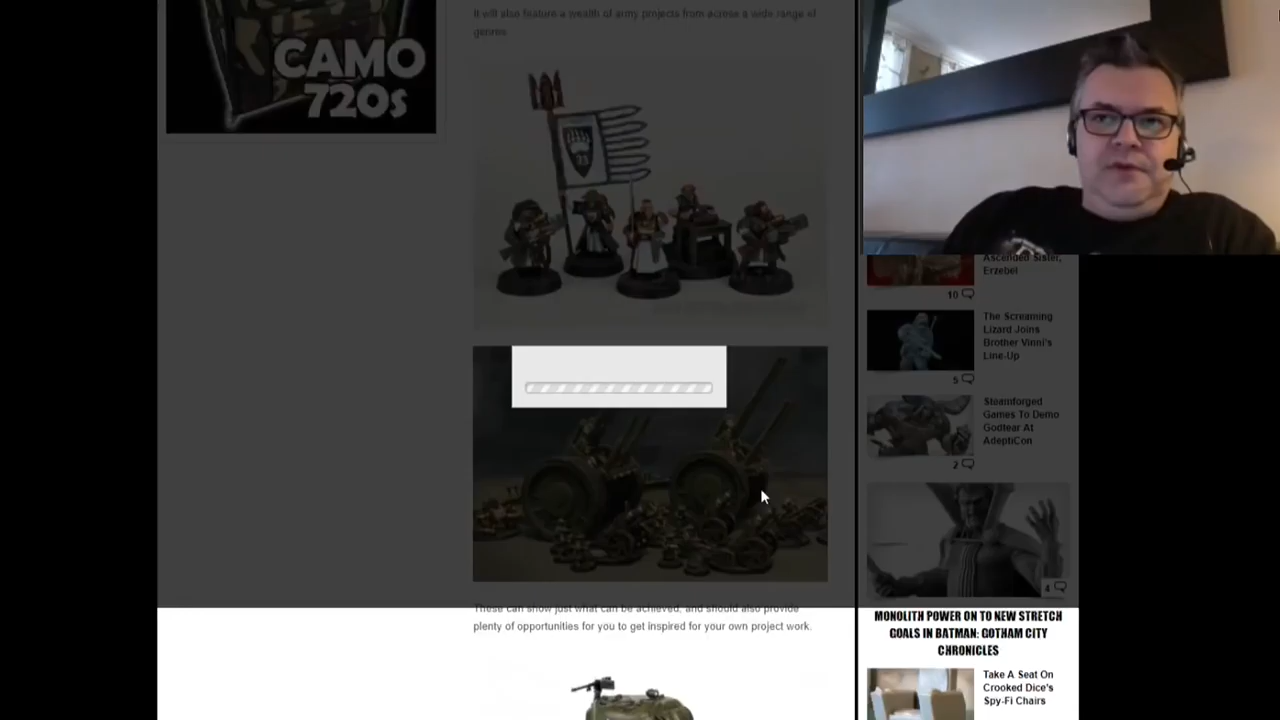 CAMO
720s
It will also feature a wealth of army projects from across a wide range of
genres.
23
These can show just what can be achieved, and should also provide
plenty of opportunities for you to get inspired for your own project work.
Ascended Sister,
Erzebel
10
The Screaming
Lizard Joins
Brother Vinni's
Line-Up
5
Steamforged
Games To Demo
Godtear At
AdeptiCon
2
4
MONOLITH POWER ON TO NEW STRETCH
GOALS IN BATMAN: GOTHAM CITY
CHRONICLES
Take A Seat On
Crooked Dice's
Spy-Fi Chairs